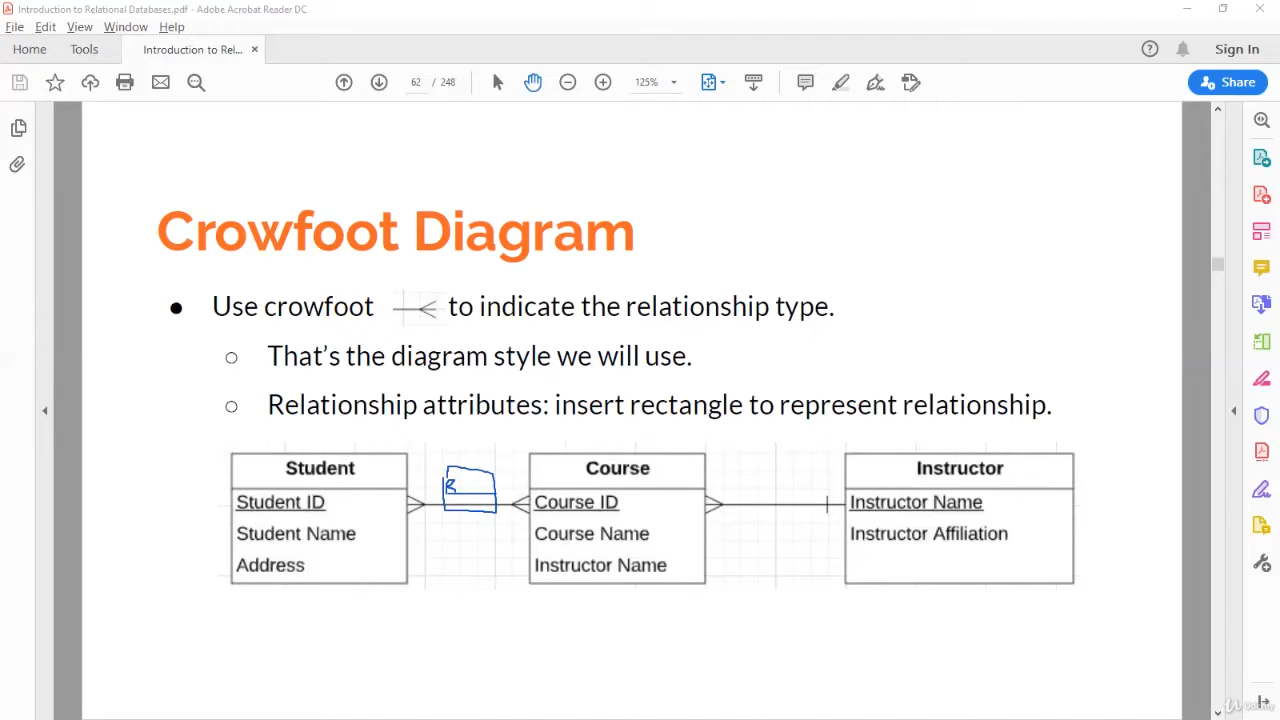 Introduction to Relational Databases.pdf - Adobe Acrobat Reader DC
File Edit View Window Help
Home Tools Introduction to Rel... × Sign In
62 / 248 125% Share
Crowfoot Diagram
● Use crowfoot to indicate the relationship type.
○ That's the diagram style we will use.
○ Relationship attributes: insert rectangle to represent relationship.
Student R Course Instructor
Student ID Course ID Instructor Name
Student Name Course Name Instructor Affiliation
Address Instructor Name
Udemy